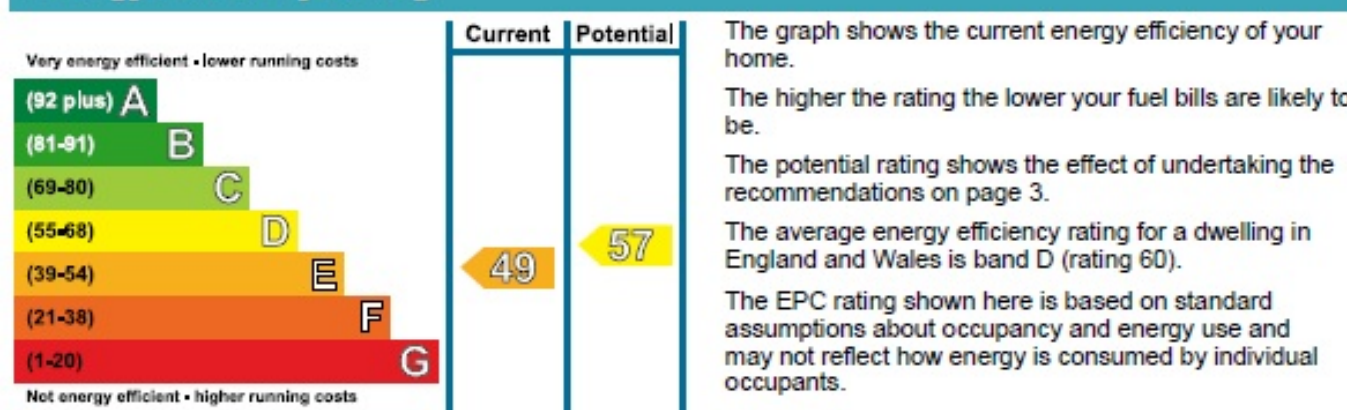 Current Potential
Very energy efficient - lower running costs
(92 plus) A
(81-91) B
(69-80) C
(55-68) D
(39-54) E
(21-38) F
(1-20) G
Not energy efficient - higher running costs
49
57
The graph shows the current energy efficiency of your
home.
The higher the rating the lower your fuel bills are likely to
be.
The potential rating shows the effect of undertaking the
recommendations on page 3.
The average energy efficiency rating for a dwelling in
England and Wales is band D (rating 60).
The EPC rating shown here is based on standard
assumptions about occupancy and energy use and
may not reflect how energy is consumed by individual
occupants.